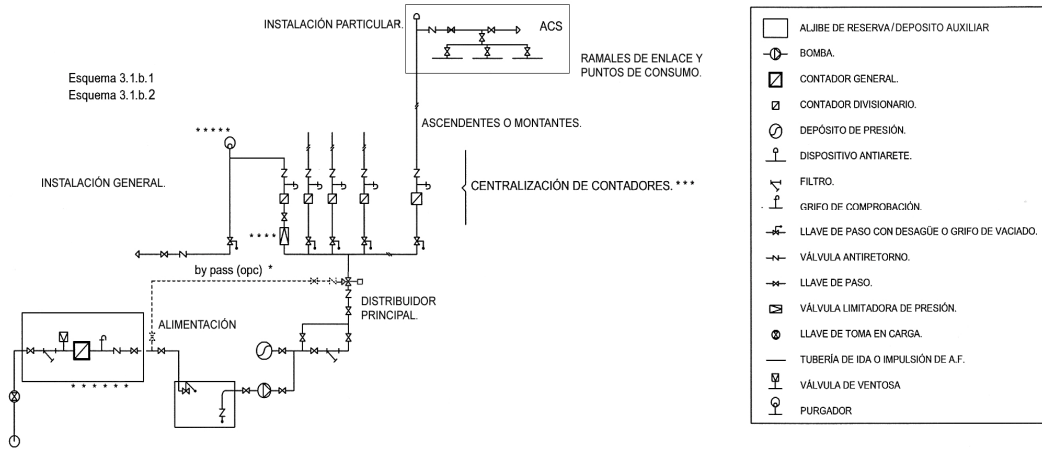 INSTALACIÓN PARTICULAR.
ACS
RAMALES DE ENLACE Y
PUNTOS DE CONSUMO.
Esquema 3.1.b.1
Esquema 3.1.b.2
ASCENDENTES O MONTANTES.
* * * * *
INSTALACIÓN GENERAL.
CENTRALIZACIÓN DE CONTADORES. * * *
* * * *
by pass (opc) *
DISTRIBUIDOR
PRINCIPAL.
ALIMENTACIÓN
* * * * * *
ALJIBE DE RESERVA/DEPOSITO AUXILIAR
BOMBA.
CONTADOR GENERAL.
CONTADOR DIVISIONARIO.
DEPÓSITO DE PRESIÓN.
DISPOSITIVO ANTIARETE.
FILTRO.
GRIFO DE COMPROBACIÓN.
LLAVE DE PASO CON DESAGÜE O GRIFO DE VACIADO.
VÁLVULA ANTIRETORNO.
LLAVE DE PASO.
VÁLVULA LIMITADORA DE PRESIÓN.
LLAVE DE TOMA EN CARGA.
TUBERÍA DE IDA O IMPULSIÓN DE A.F.
VÁLVULA DE VENTOSA
PURGADOR